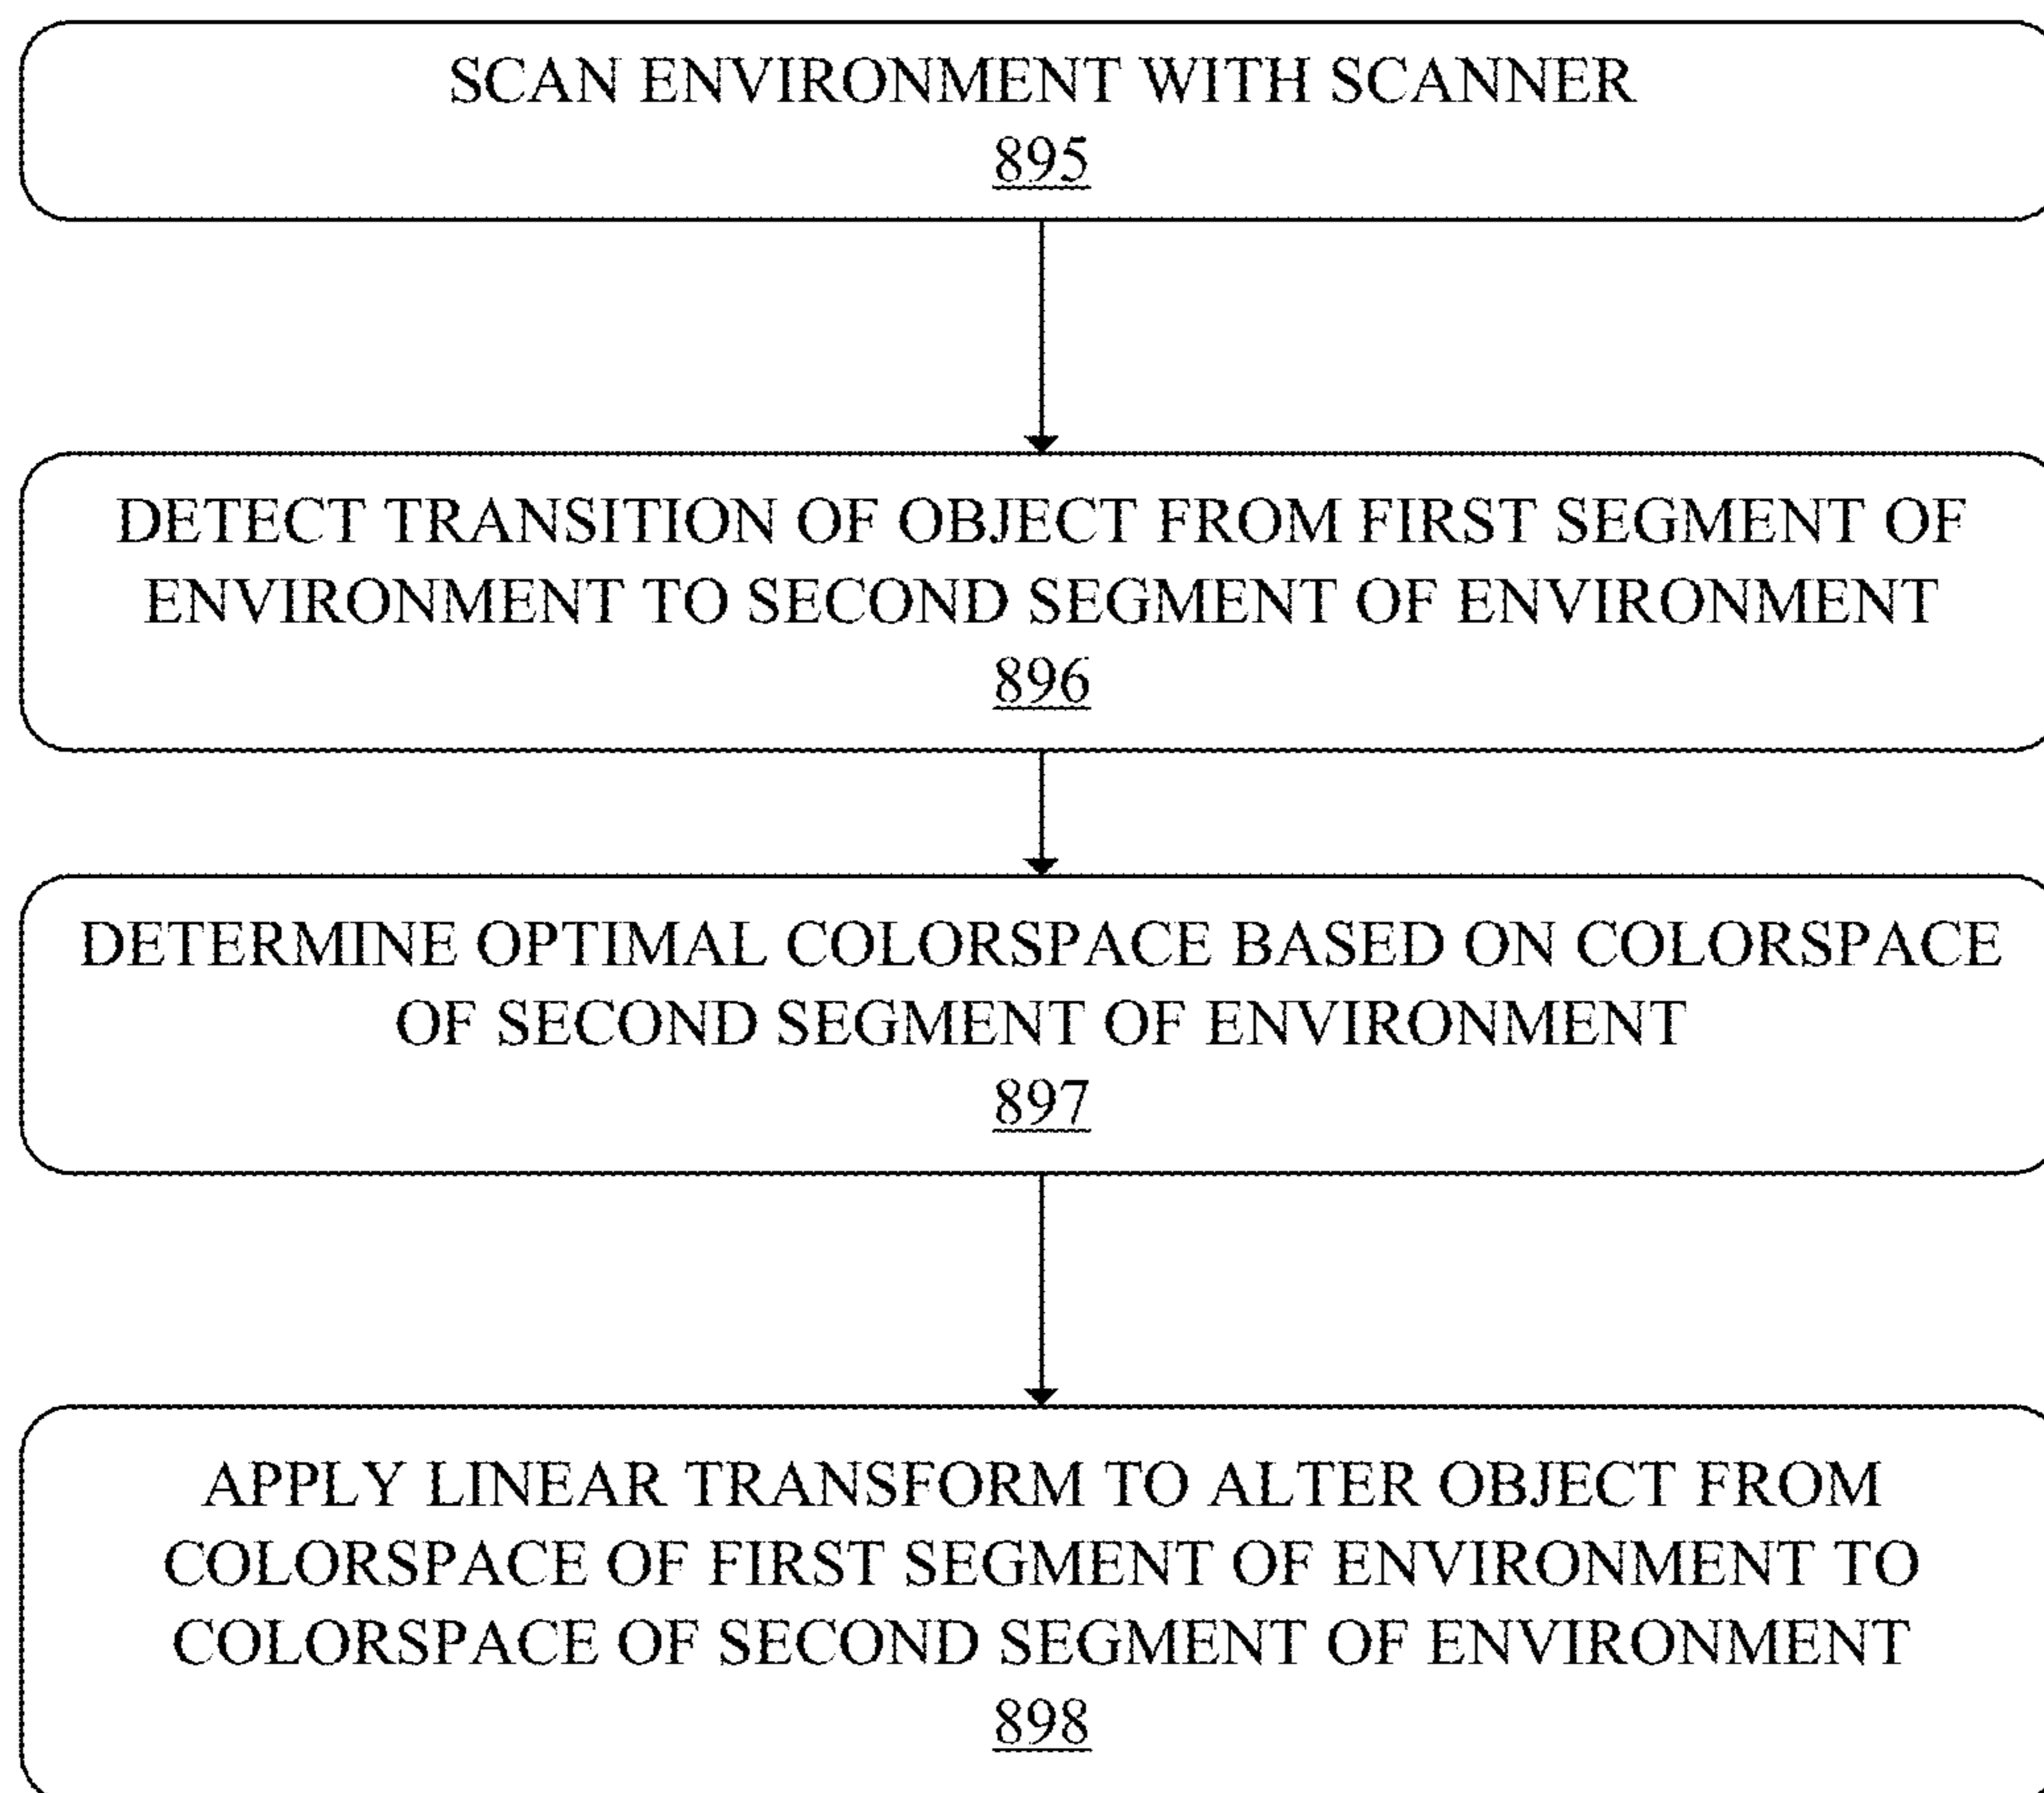 SCAN ENVIRONMENT WITH SCANNER
895
DETECT TRANSITION OF OBJECT FROM FIRST SEGMENT OF
ENVIRONMENT TO SECOND SEGMENT OF ENVIRONMENT
896
DETERMINE OPTIMAL COLORSPACE BASED ON COLORSPACE
OF SECOND SEGMENT OF ENVIRONMENT
897
APPLY LINEAR TRANSFORM TO ALTER OBJECT FROM
COLORSPACE OF FIRST SEGMENT OF ENVIRONMENT TO
COLORSPACE OF SECOND SEGMENT OF ENVIRONMENT
898